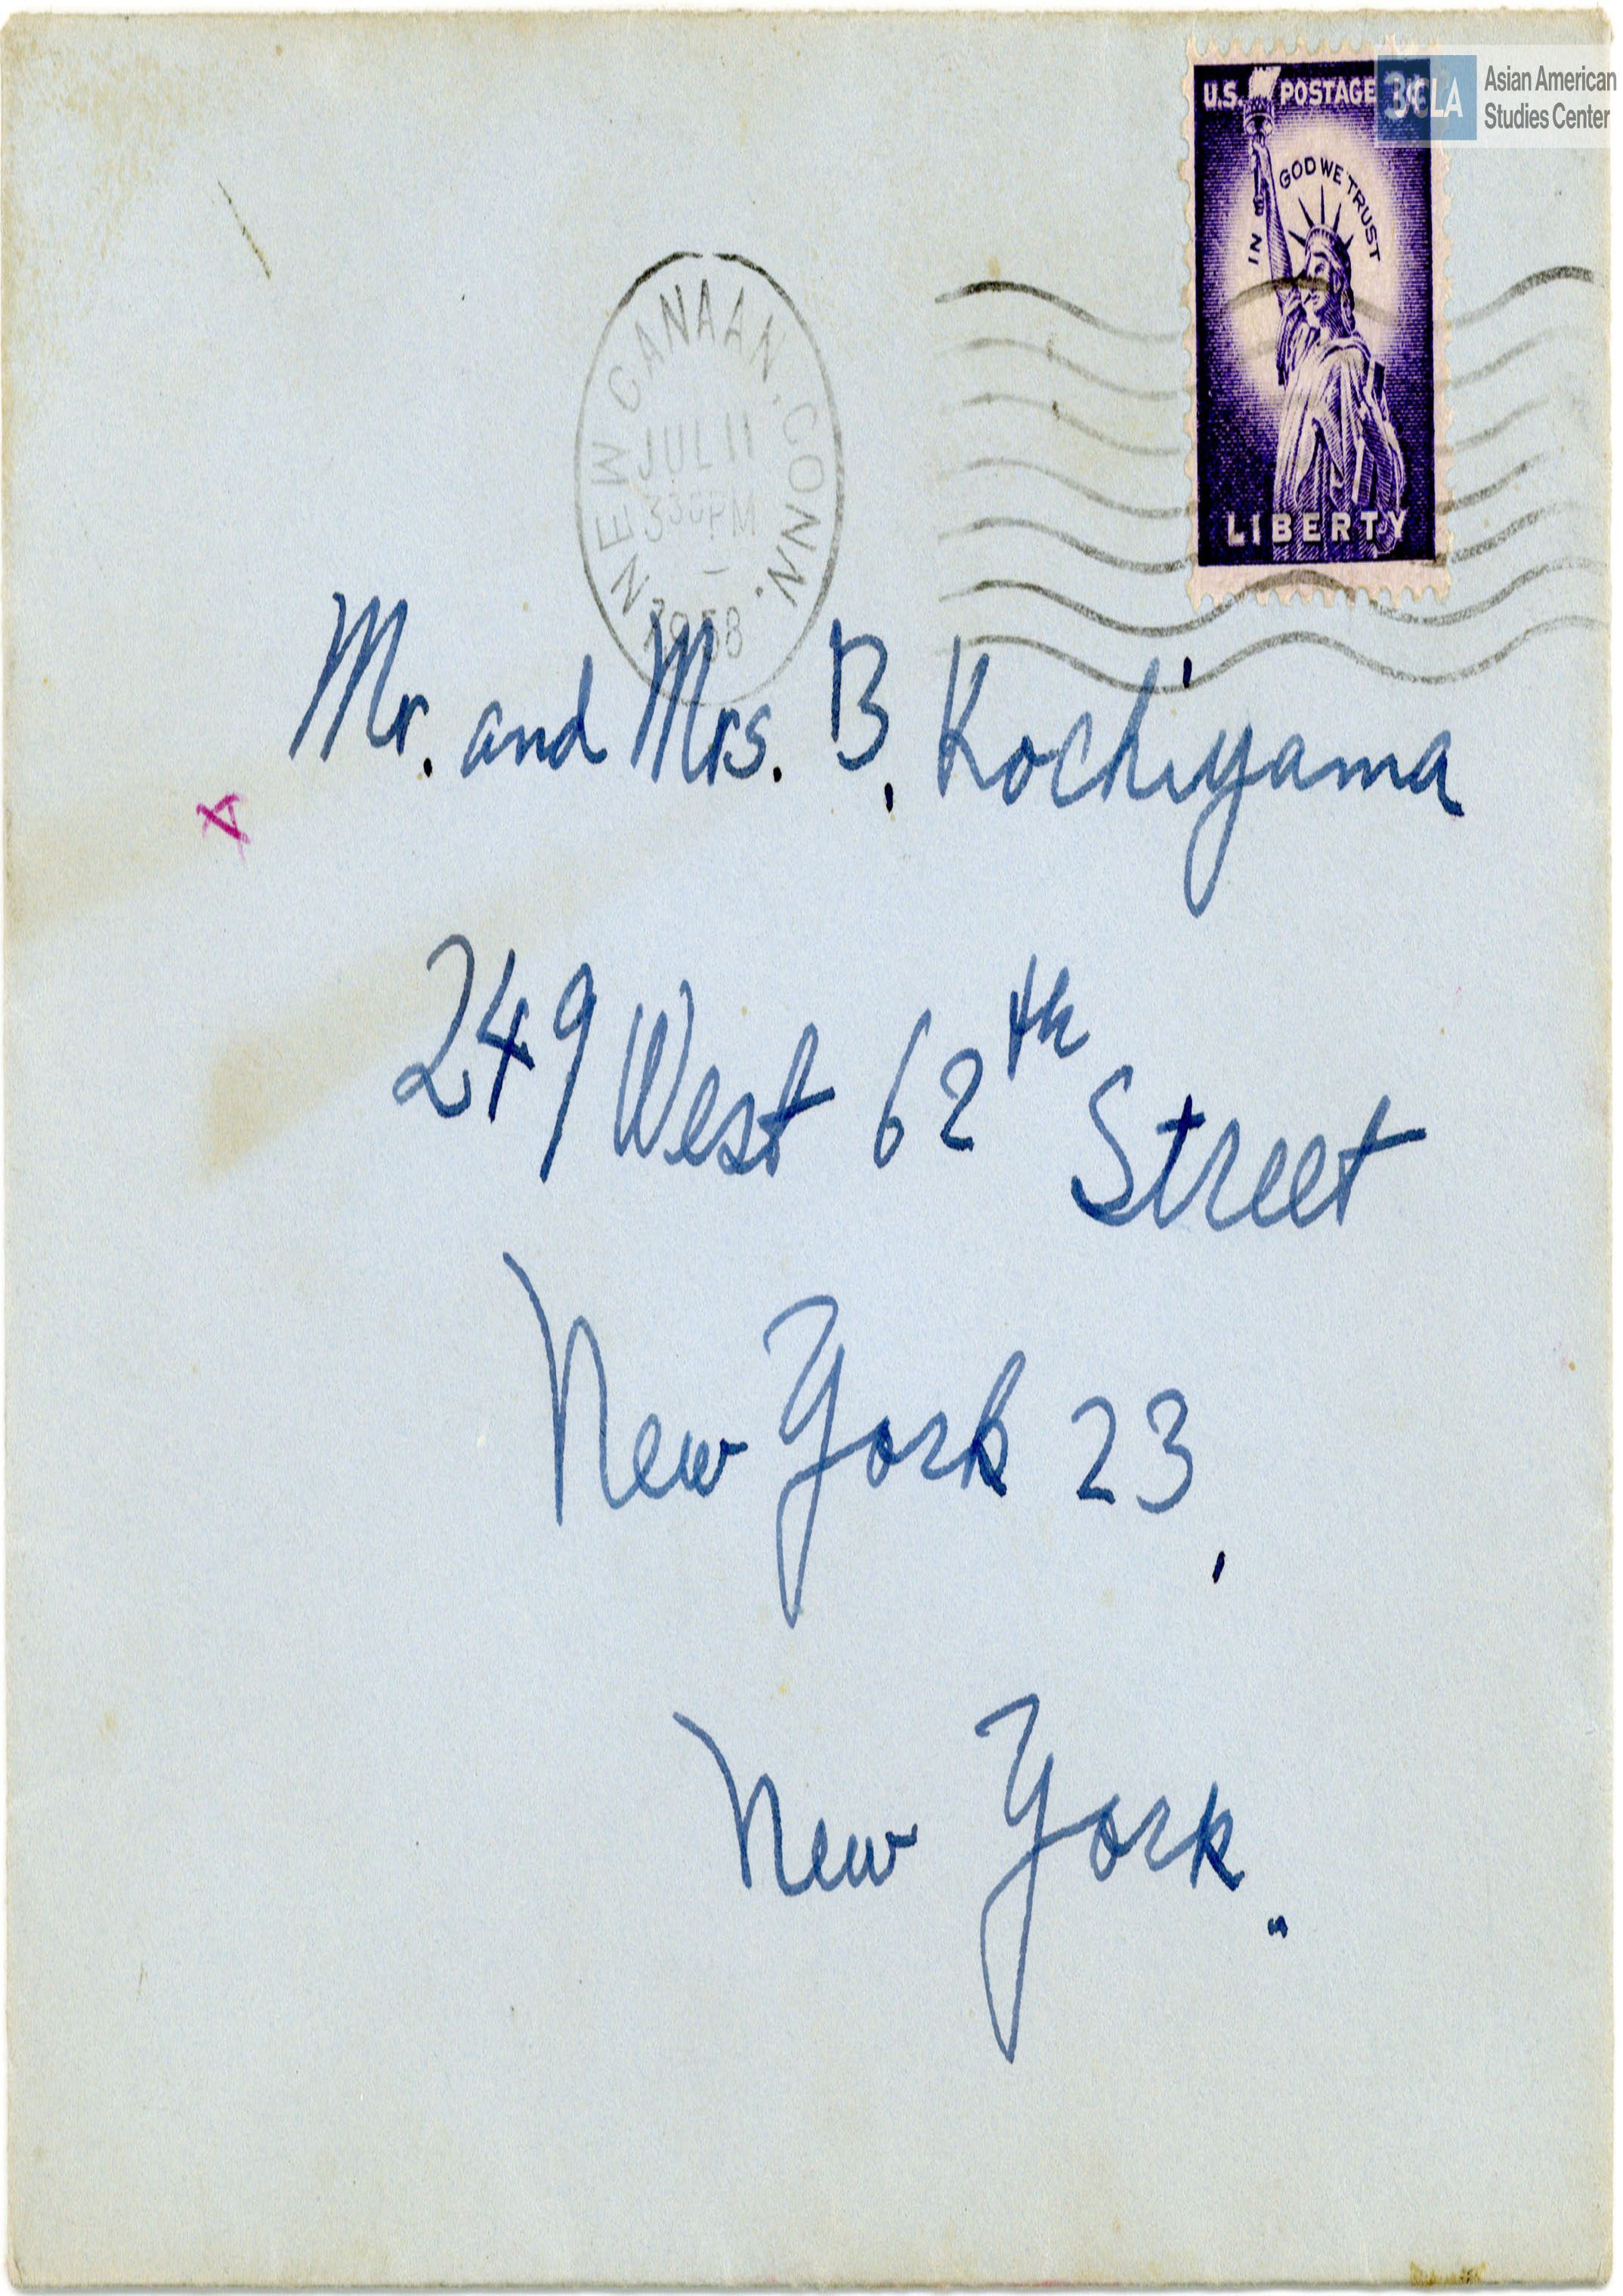 U.S. POSTAGE 3¢
UCLA Asian American
Studies Center
IN GOD WE TRUST
LIBERTY
NEW CANAAN, CONN.
JUL 11
330PM
1958
Mr. and Mrs. B. Kochiyama
249 West 62th Street
New York 23,
New York.